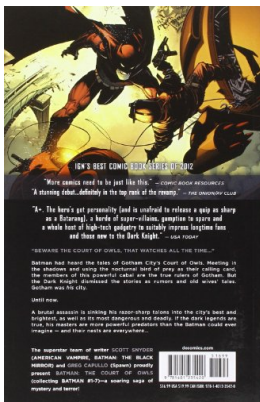 IGN'S BEST COMIC BOOK SERIES OF 2012
"More comics need to be just like this." — COMIC BOOK RESOURCES
"A stunning debut...definitely in the top rank of the revamp." — THE ONION/AV CLUB
"A+. The hero's got personality (and is unafraid to release a quip as sharp
as a Batarang), a horde of super-villains, gumption to spare and
a whole host of high-tech gadgetry to suitably impress longtime fans
and those new to the Dark Knight." — USA TODAY
"BEWARE THE COURT OF OWLS, THAT WATCHES ALL THE TIME..."
Batman had heard the tales of Gotham City's Court of Owls. Meeting in
the shadows and using the nocturnal bird of prey as their calling card,
the members of this powerful cabal are the true rulers of Gotham. But
the Dark Knight dismissed the stories as rumors and old wives' tales.
Gotham was his city.
Until now.
A brutal assassin is sinking his razor-sharp talons into the city's best and
brightest, as well as its most dangerous and deadly. If the dark legends are
true, his masters are more powerful predators than the Batman could even
imagine — and their nests are everywhere...
The superstar team of writer SCOTT SNYDER
(AMERICAN VAMPIRE, BATMAN: THE BLACK
MIRROR) and GREG CAPULLO (Spawn) proudly
present BATMAN: THE COURT OF OWLS
(collecting BATMAN #1-7)—a soaring saga of
mystery and terror!
dccomics.com